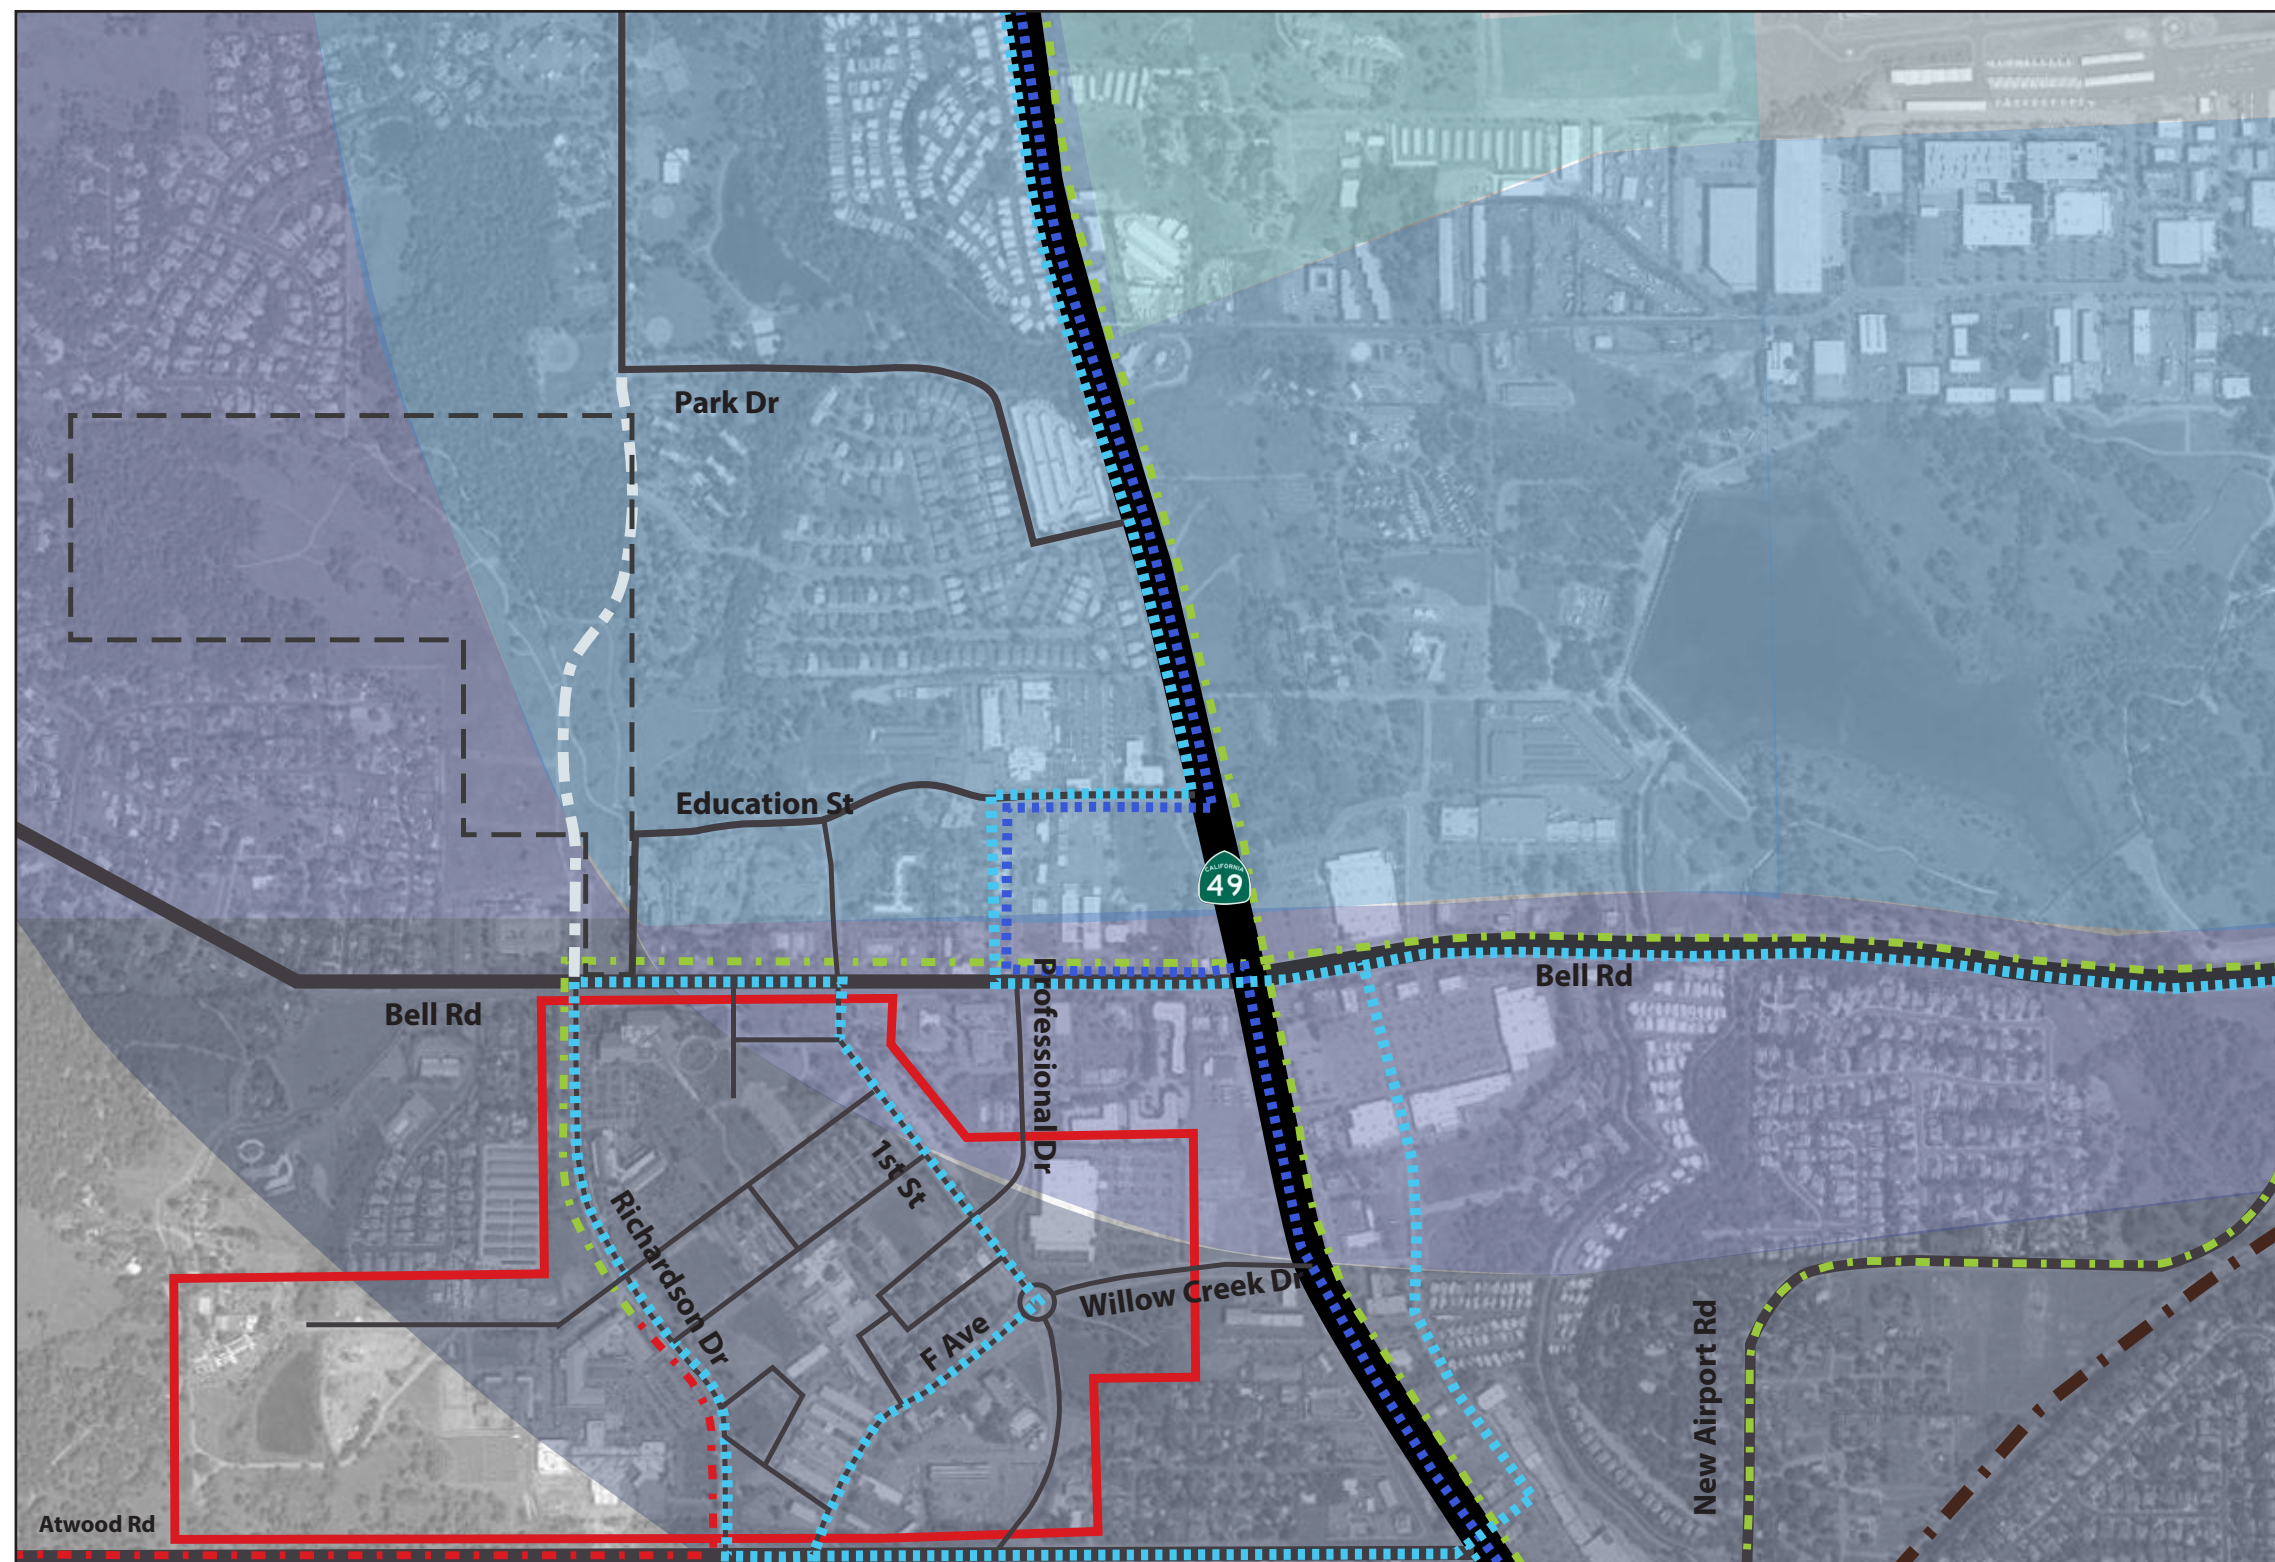 Park Dr
Education St
CALIFORNIA
49
Bell Rd
Bell Rd
Professional Dr
1st St
Richardson Dr
Willow Creek Dr
F Ave
New Airport Rd
Atwood Rd